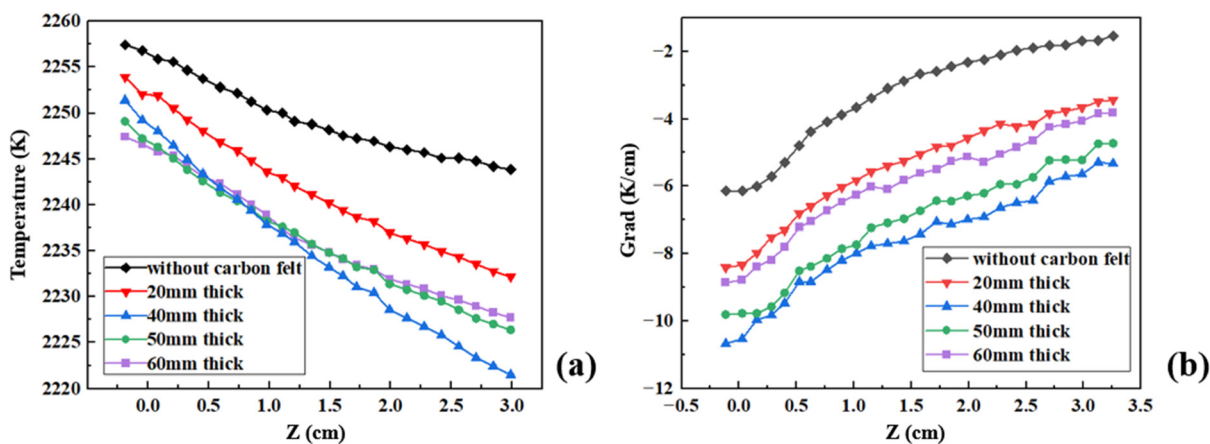 2260
2255
2250
2245
2240
2235
2230
2225
2220
Temperature (K)
without carbon felt
20mm thick
40mm thick
50mm thick
60mm thick
(a)
0.0 0.5 1.0 1.5 2.0 2.5 3.0
Z (cm)
−2
−4
−6
−8
−10
−12
Grad (K/cm)
without carbon felt
20mm thick
40mm thick
50mm thick
60mm thick
(b)
−0.5 0.0 0.5 1.0 1.5 2.0 2.5 3.0 3.5
Z (cm)